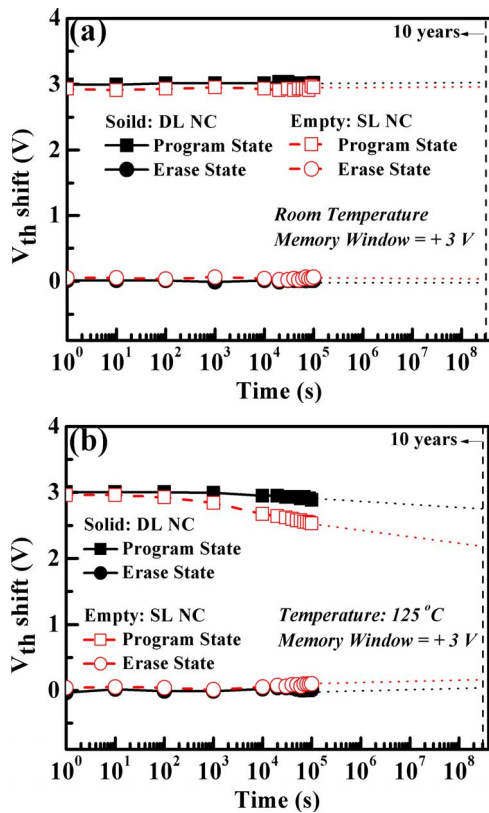 (a)
10 years
4
3
2
1
0
V_th shift (V)
Soild: DL NC Empty: SL NC
Program State Program State
Erase State Erase State
Room Temperature
Memory Window = + 3 V
10^0 10^1 10^2 10^3 10^4 10^5 10^6 10^7 10^8
Time (s)
(b)
10 years
4
3
2
1
0
V_th shift (V)
Solid: DL NC
Program State
Erase State
Empty: SL NC
Program State
Erase State
Temperature: 125 °C
Memory Window = + 3 V
10^0 10^1 10^2 10^3 10^4 10^5 10^6 10^7 10^8
Time (s)